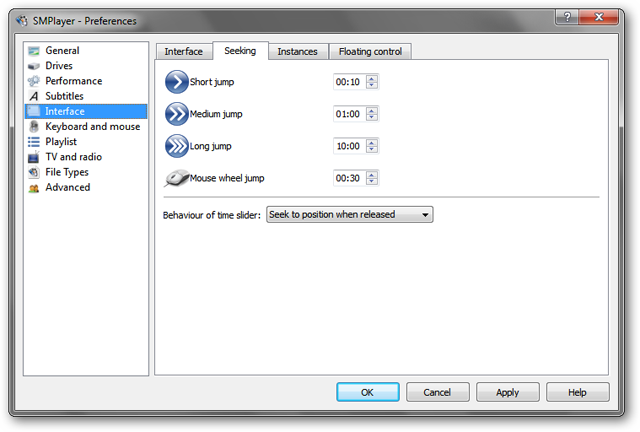 SMPlayer - Preferences
General
Drives
Performance
Subtitles
Interface
Keyboard and mouse
Playlist
TV and radio
File Types
Advanced
Interface Seeking Instances Floating control
Short jump 00:10
Medium jump 01:00
Long jump 10:00
Mouse wheel jump 00:30
Behaviour of time slider: Seek to position when released
OK Cancel Apply Help